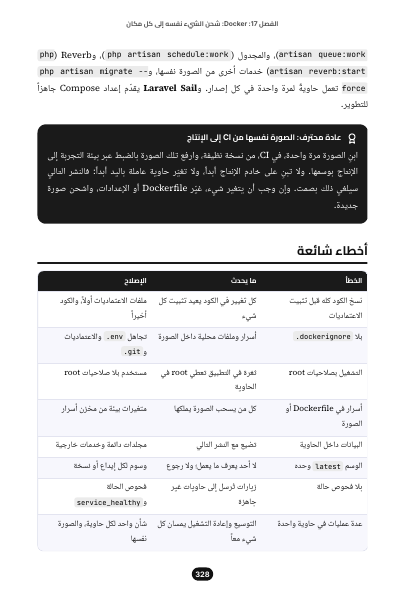 الفصل 17: Docker: شحن الشيء نفسه إلى كل مكان
artisan queue:work)، والمجدول (php artisan schedule:work)، وReverb (php
artisan reverb:start) خدمات أخرى من الصورة نفسها، وphp artisan migrate --
force تعمل حاويةً لمرة واحدة في كل إصدار. وLaravel Sail يقدّم إعداد Compose جاهزاً
للتطوير.
عادة محترف: الصورة نفسها من CI إلى الإنتاج
ابنِ الصورة مرة واحدة، في CI، من نسخة نظيفة، وارفع تلك الصورة بالضبط عبر بيئة التجربة إلى
الإنتاج بوسمها. ولا تبنِ على خادم الإنتاج أبداً، ولا تغيّر حاوية عاملة باليد أبداً: فالنشر التالي
سيلغي ذلك بصمت. وإن وجب أن يتغير شيء، غيّر Dockerfile أو الإعدادات، واشحن صورة
جديدة.
أخطاء شائعة
الخطأ ما يحدث الإصلاح
نسخ الكود كله قبل تثبيت كل تغيير في الكود يعيد تثبيت كل ملفات الاعتماديات أولاً، والكود
الاعتماديات شيء أخيراً
بلا .dockerignore أسرار وملفات محلية داخل الصورة تجاهل .env والاعتماديات
و.git
التشغيل بصلاحيات root ثغرة في التطبيق تعطي root في مستخدم بلا صلاحيات root
الحاوية
أسرار في Dockerfile أو كل من يسحب الصورة يملكها متغيرات بيئة من مخزن أسرار
الصورة
البيانات داخل الحاوية تضيع مع النشر التالي مجلدات دائمة وخدمات خارجية
الوسم latest وحده لا أحد يعرف ما يعمل؛ ولا رجوع وسوم لكل إيداع أو نسخة
بلا فحوص حالة زيارات تُرسل إلى حاويات غير فحوص الحالة
جاهزة وservice_healthy
عدة عمليات في حاوية واحدة التوسيع وإعادة التشغيل يمسان كل شأن واحد لكل حاوية، والصورة
شيء معاً نفسها
328